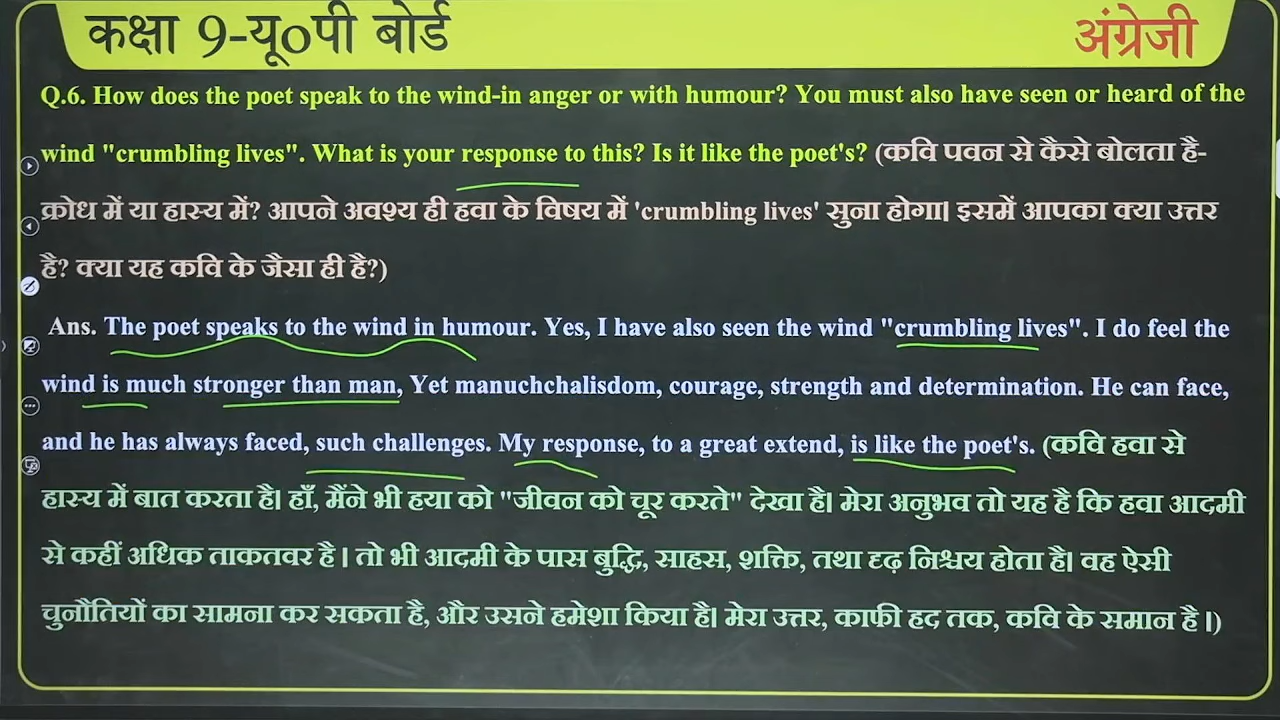 कक्षा 9-यू०पी बोर्ड
अंग्रेजी
Q.6. How does the poet speak to the wind-in anger or with humour? You must also have seen or heard of the
wind "crumbling lives". What is your response to this? Is it like the poet's? (कवि पवन से कैसे बोलता है-
क्रोध में या हास्य में? आपने अवश्य ही हवा के विषय में 'crumbling lives' सुना होगा। इसमें आपका क्या उत्तर
है? क्या यह कवि के जैसा ही है?)
Ans. The poet speaks to the wind in humour. Yes, I have also seen the wind "crumbling lives". I do feel the
wind is much stronger than man, Yet manuchchalisdom, courage, strength and determination. He can face,
and he has always faced, such challenges. My response, to a great extend, is like the poet's. (कवि हवा से
हास्य में बात करता है। हाँ, मैंने भी हया को "जीवन को चूर करते" देखा है। मेरा अनुभव तो यह है कि हवा आदमी
से कहीं अधिक ताकतवर है। तो भी आदमी के पास बुद्धि, साहस, शक्ति, तथा दृढ़ निश्चय होता है। वह ऐसी
चुनौतियों का सामना कर सकता है, और उसने हमेशा किया है। मेरा उत्तर, काफी हद तक, कवि के समान है।)